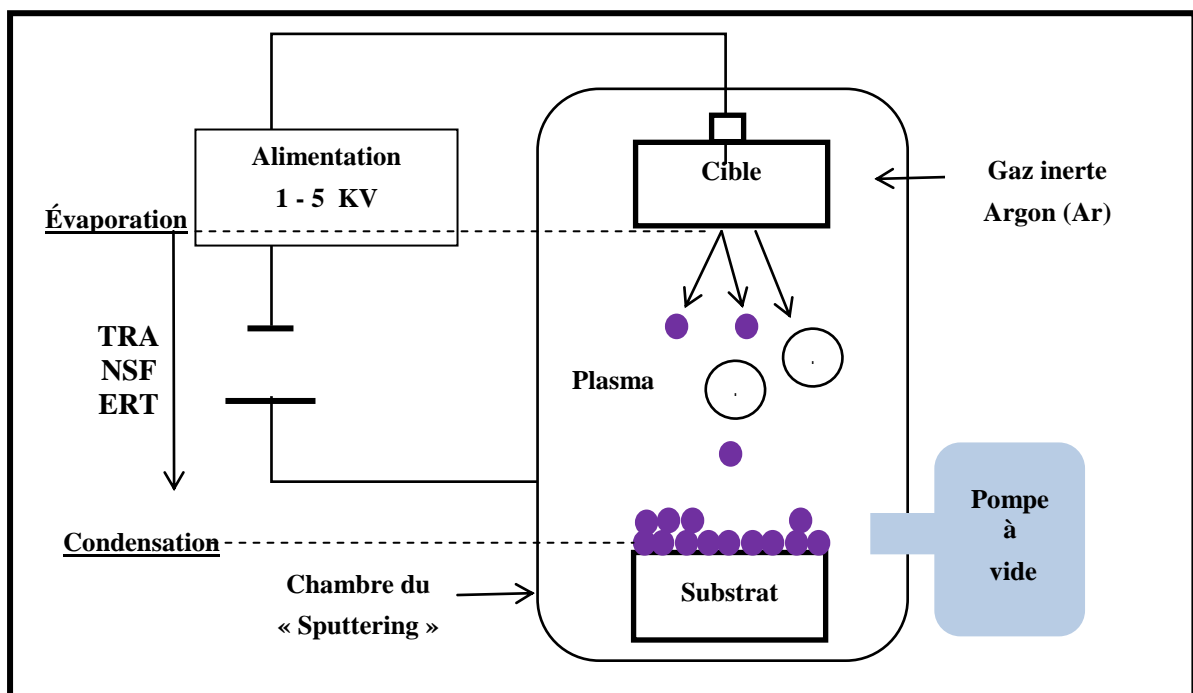 Alimentation
1 - 5 KV
Évaporation
TRA
NSF
ERT
Condensation
Cible
Gaz inerte
Argon (Ar)
Plasma
Substrat
Chambre du
« Sputtering »
Pompe
à
vide